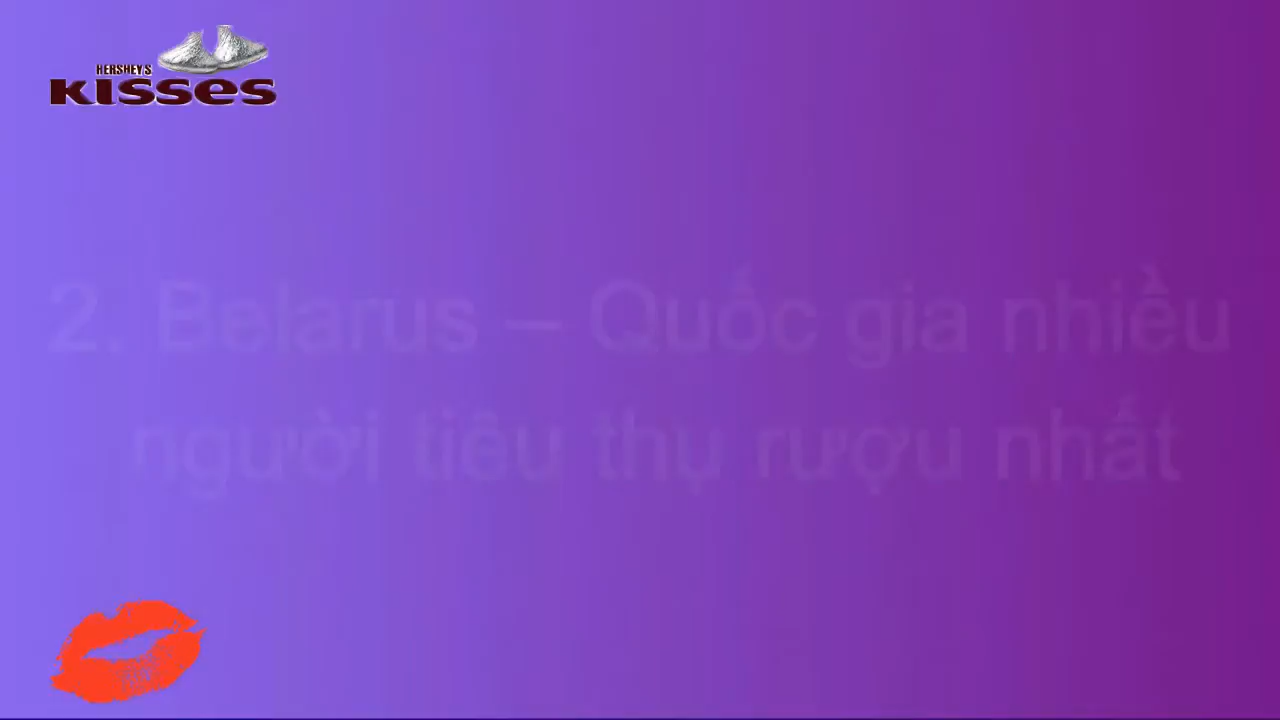 HERSHEY'S
KISSES
2. Belarus – Quốc gia nhiều
người tiêu thụ rượu nhất